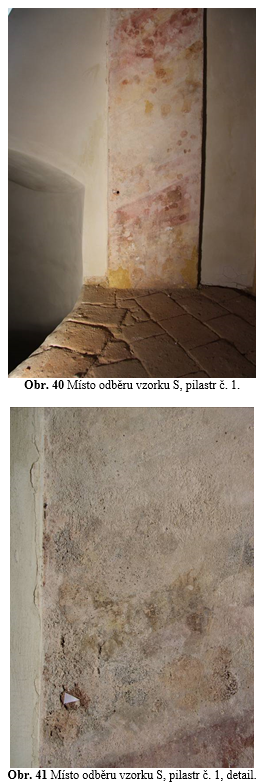 Obr. 40 Místo odběru vzorku S, pilastr č. 1.
Obr. 41 Místo odběru vzorku S, pilastr č. 1, detail.